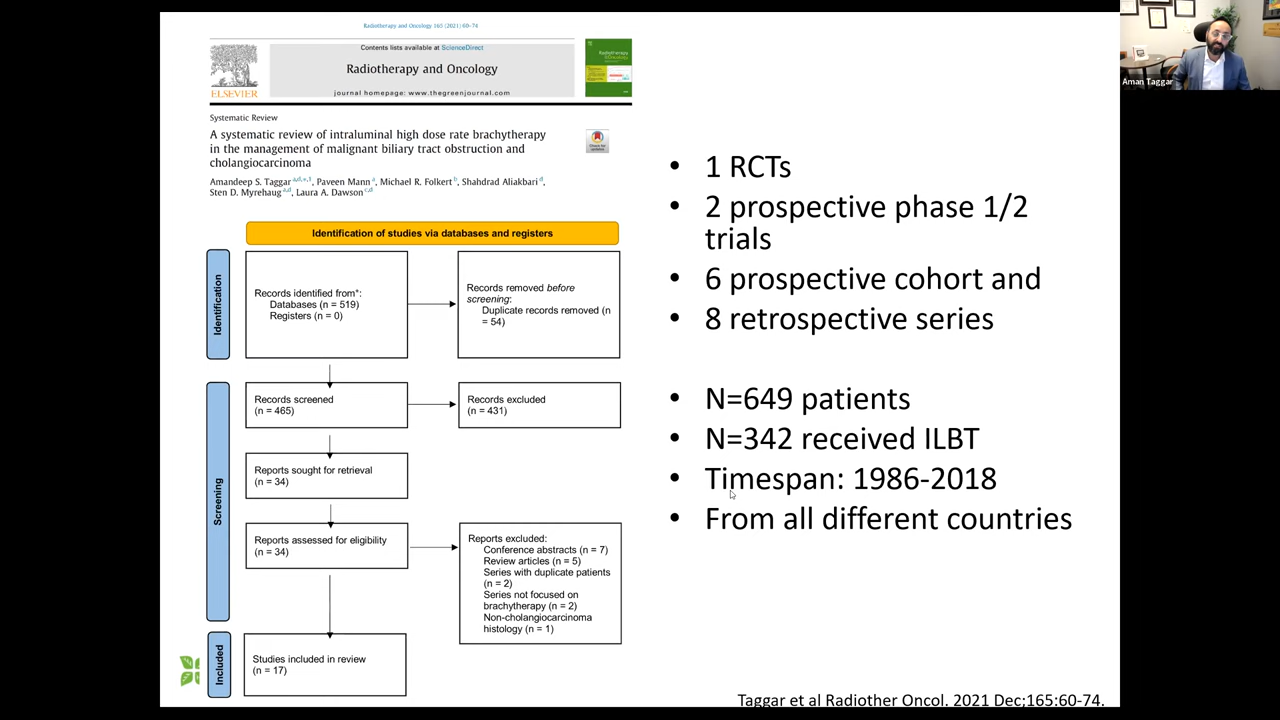 Radiotherapy and Oncology 165 (2021) 60–74
Contents lists available at ScienceDirect
Radiotherapy and Oncology
journal homepage: www.thegreenjournal.com
ELSEVIER
Systematic Review
A systematic review of intraluminal high dose rate brachytherapy
in the management of malignant biliary tract obstruction and
cholangiocarcinoma
Amandeep S. Taggar a,d,*,1, Paveen Mann a, Michael R. Folkert b, Shahdrad Aliakbari d,
Sten D. Myrehaug a,d, Laura A. Dawson c,d
Identification of studies via databases and registers
Identification
Records identified from*:
Databases (n = 519)
Registers (n = 0)
Records removed before
screening:
Duplicate records removed (n
= 54)
Screening
Records screened
(n = 465)
Records excluded
(n = 431)
Reports sought for retrieval
(n = 34)
Reports assessed for eligibility
(n = 34)
Reports excluded:
Conference abstracts (n = 7)
Review articles (n = 5)
Series with duplicate patients
(n = 2)
Series not focused on
brachytherapy (n = 2)
Non-cholangiocarcinoma
histology (n = 1)
Included
Studies included in review
(n = 17)
• 1 RCTs
• 2 prospective phase 1/2
trials
• 6 prospective cohort and
• 8 retrospective series
• N=649 patients
• N=342 received ILBT
• Timespan: 1986-2018
• From all different countries
Taggar et al Radiother Oncol. 2021 Dec;165:60-74.
Aman Taggar